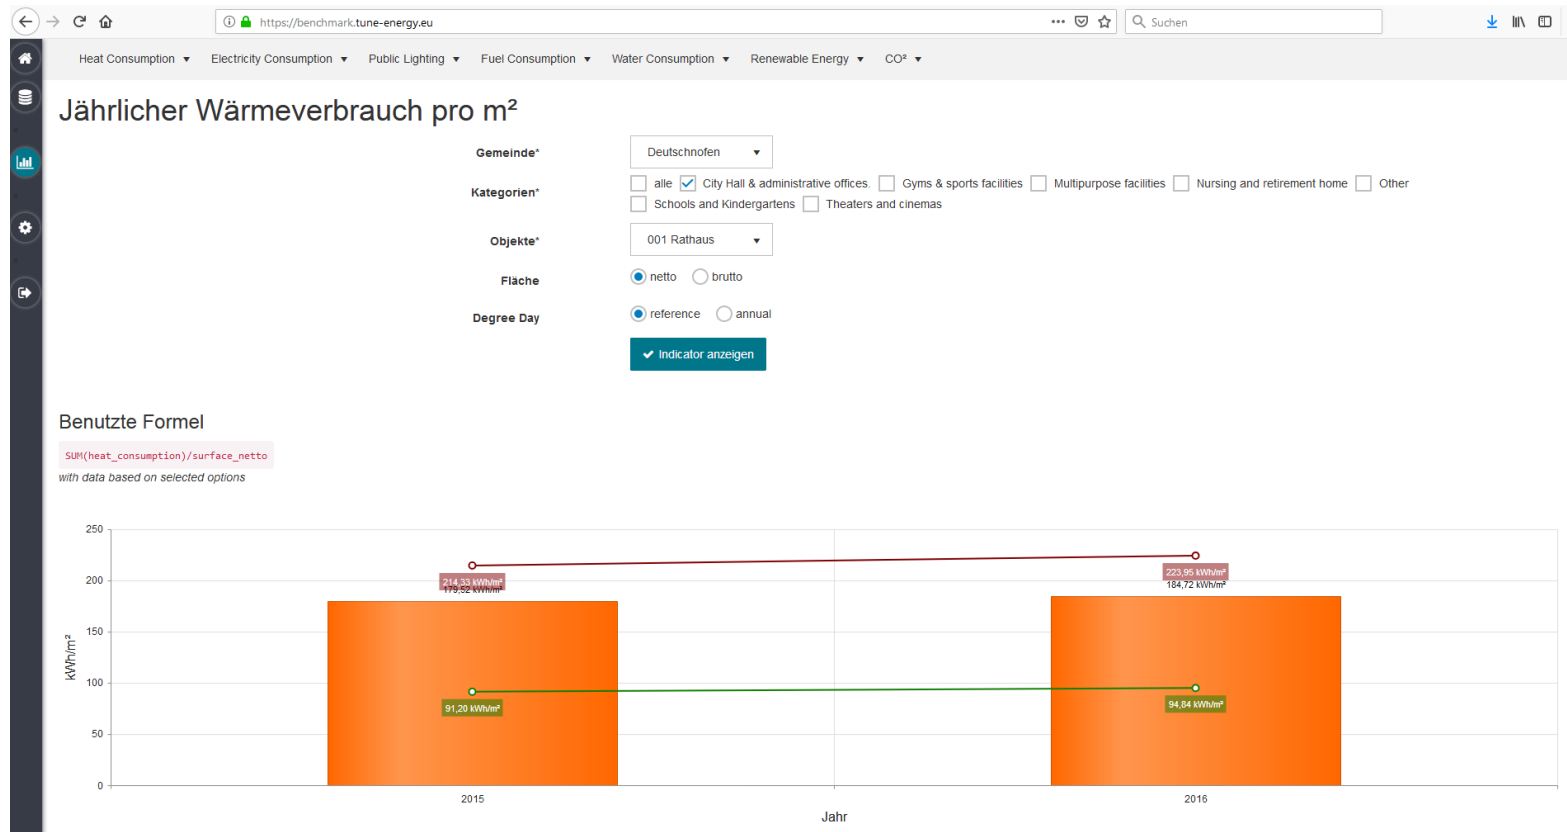 https://benchmark.tune-energy.eu
Suchen
Heat Consumption Electricity Consumption Public Lighting Fuel Consumption Water Consumption Renewable Energy CO²
Jährlicher Wärmeverbrauch pro m²
Gemeinde* Deutschnofen
Kategorien* alle City Hall & administrative offices. Gyms & sports facilities Multipurpose facilities Nursing and retirement home Other
Schools and Kindergartens Theaters and cinemas
Objekte* 001 Rathaus
Fläche netto brutto
Degree Day reference annual
Indicator anzeigen
Benutzte Formel
SUM(heat_consumption)/surface_netto
with data based on selected options
250
200
150
100
50
0
kWh/m²
214,33 kWh/m²
179,52 kWh/m²
223,95 kWh/m²
184,72 kWh/m²
91,20 kWh/m²
94,84 kWh/m²
2015 2016
Jahr